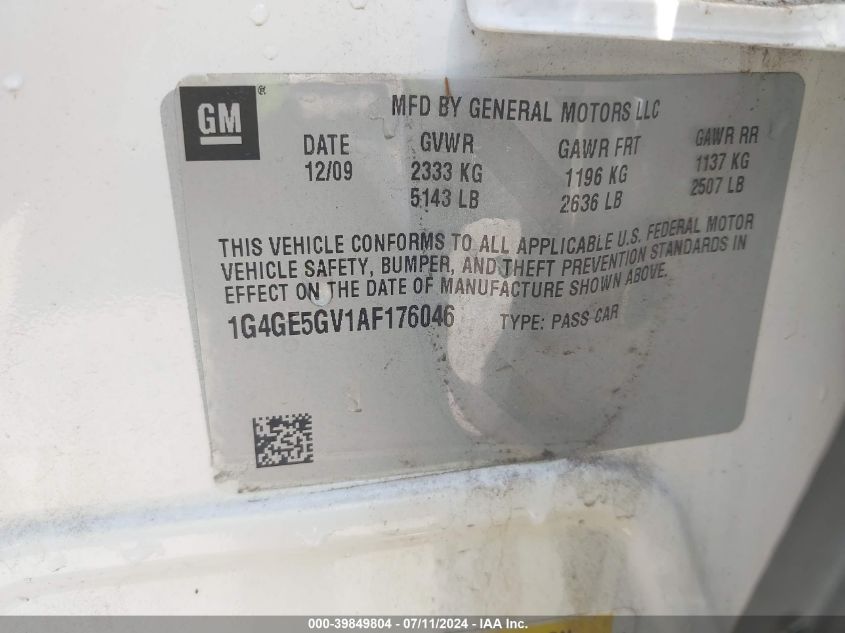 GM®
MFD BY GENERAL MOTORS LLC
DATE GVWR GAWR FRT GAWR RR
12/09 2333 KG 1196 KG 1137 KG
5143 LB 2636 LB 2507 LB
THIS VEHICLE CONFORMS TO ALL APPLICABLE U.S. FEDERAL MOTOR
VEHICLE SAFETY, BUMPER, AND THEFT PREVENTION STANDARDS IN
EFFECT ON THE DATE OF MANUFACTURE SHOWN ABOVE.
1G4GE5GV1AF176046 TYPE: PASS CAR
000-39849804 - 07/11/2024 - IAA Inc.